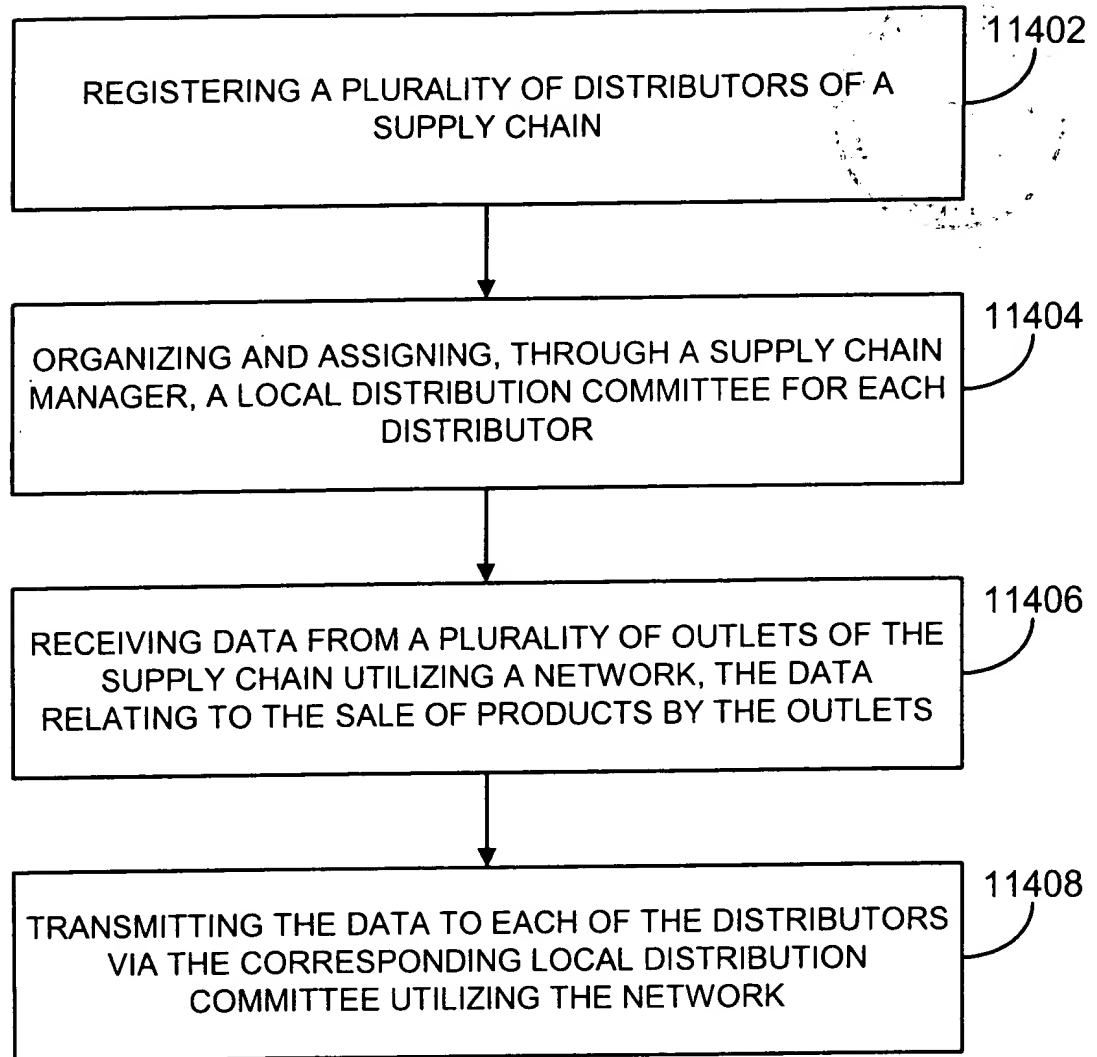 11402
REGISTERING A PLURALITY OF DISTRIBUTORS OF A
SUPPLY CHAIN
11404
ORGANIZING AND ASSIGNING, THROUGH A SUPPLY CHAIN
MANAGER, A LOCAL DISTRIBUTION COMMITTEE FOR EACH
DISTRIBUTOR
11406
RECEIVING DATA FROM A PLURALITY OF OUTLETS OF THE
SUPPLY CHAIN UTILIZING A NETWORK, THE DATA
RELATING TO THE SALE OF PRODUCTS BY THE OUTLETS
11408
TRANSMITTING THE DATA TO EACH OF THE DISTRIBUTORS
VIA THE CORRESPONDING LOCAL DISTRIBUTION
COMMITTEE UTILIZING THE NETWORK